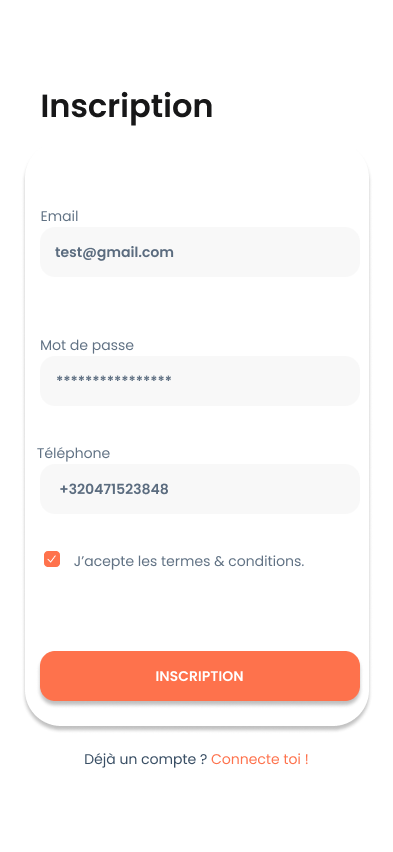 Inscription
Email
test@gmail.com
Mot de passe
****************
Téléphone
+320471523848
J’acepte les termes & conditions.
INSCRIPTION
Déjà un compte ? Connecte toi !